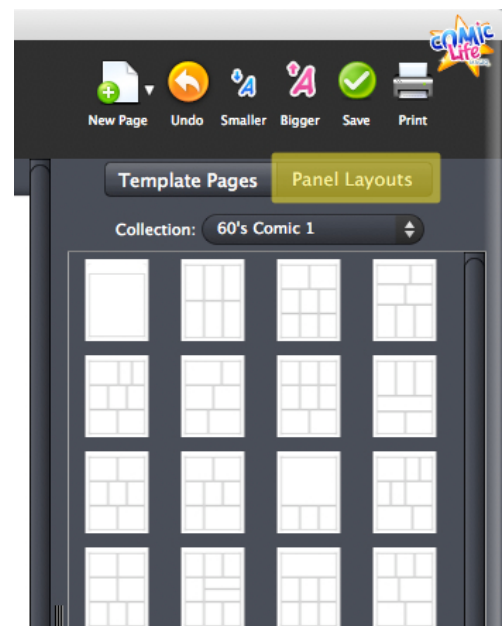 COMIC
Life
New Page Undo Smaller Bigger Save Print
Template Pages Panel Layouts
Collection: 60's Comic 1